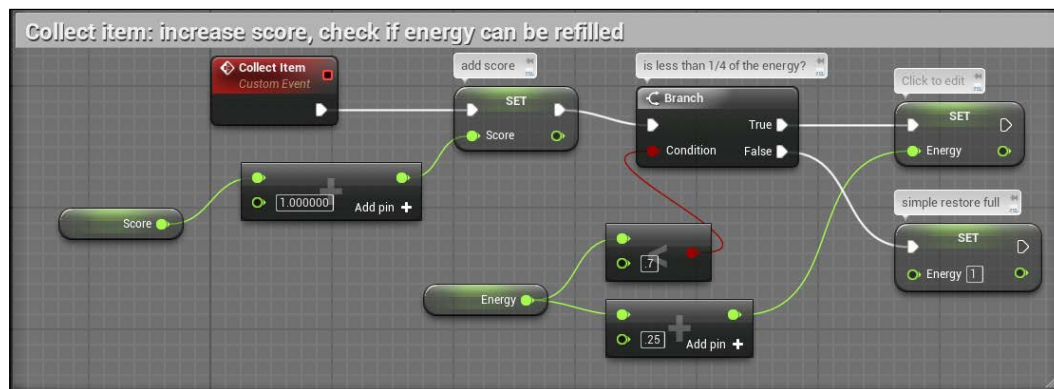 Collect item: increase score, check if energy can be refilled
Collect Item
Custom Event
add score
SET
Score
is less than 1/4 of the energy?
Branch
True
Condition
False
Click to edit
SET
Energy
1.000000
Add pin +
Score
simple restore full
SET
Energy 1
<
.7
Energy
+
.25
Add pin +